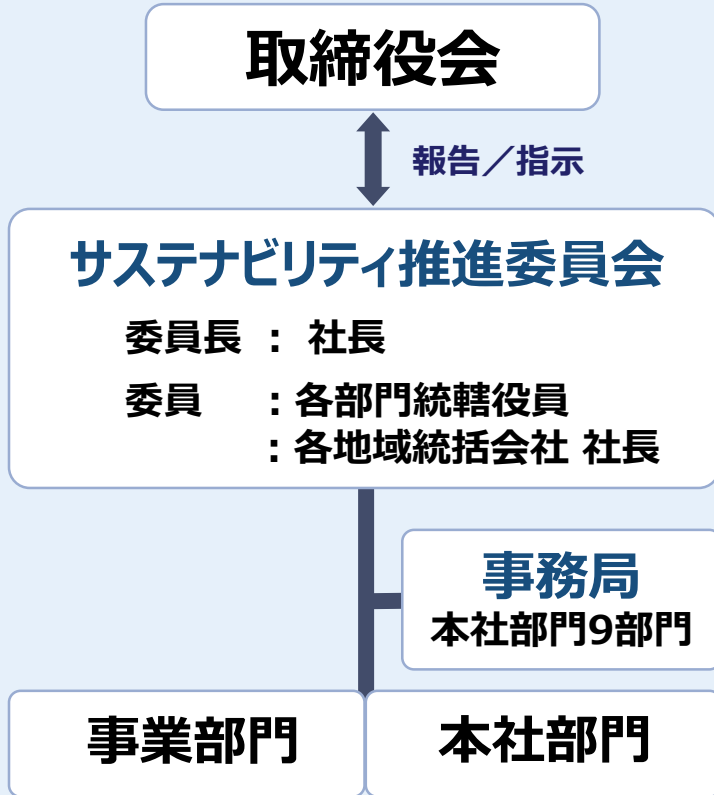 取締役会
報告／指示
サステナビリティ推進委員会
委員長 ： 社長
委員 ：各部門統轄役員
：各地域統括会社 社長
事務局
本社部門9部門
事業部門
本社部門